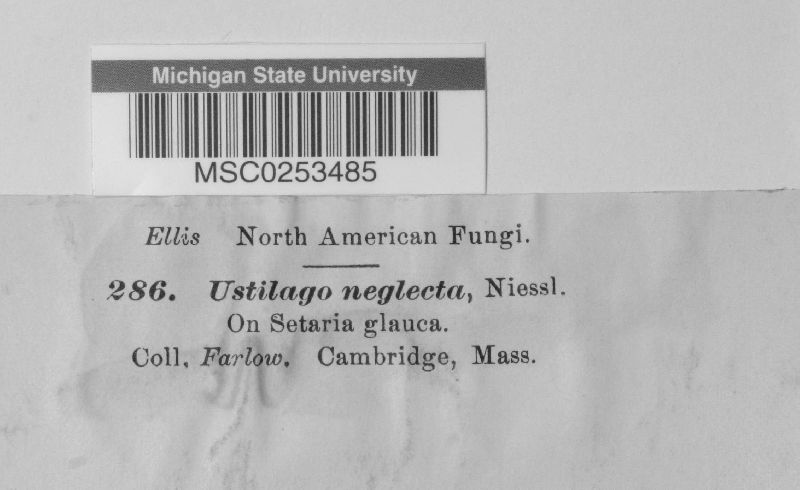 Michigan State University
MSC0253485
Ellis North American Fungi.
286. Ustilago neglecta, Niessl.
On Setaria glauca.
Coll. Farlow. Cambridge, Mass.